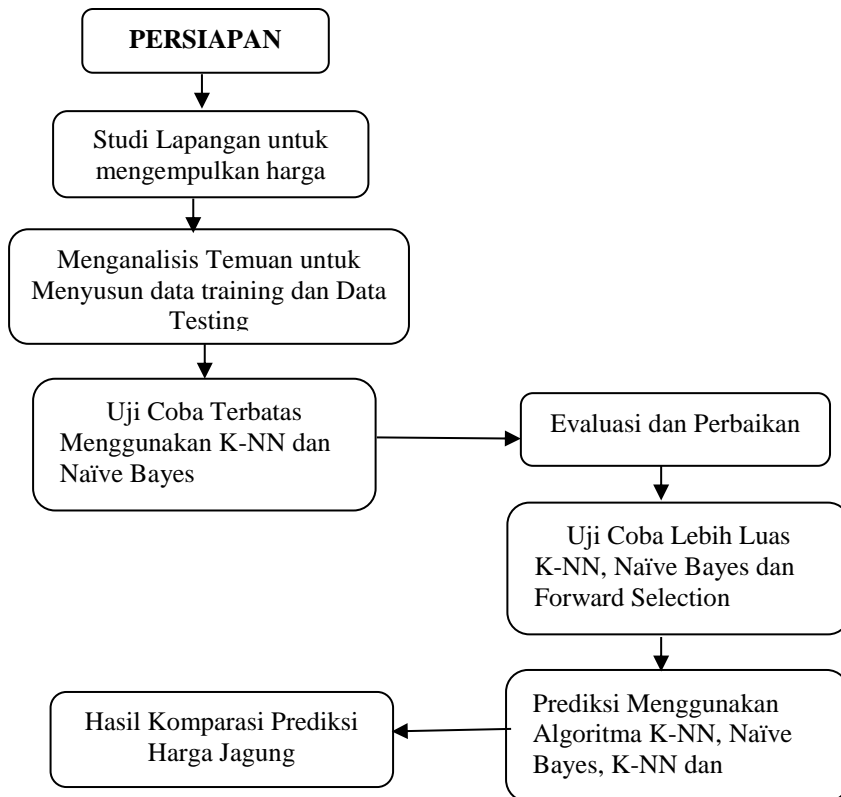 PERSIAPAN
Studi Lapangan untuk
mengempulkan harga
Menganalisis Temuan untuk
Menyusun data training dan Data
Testing
Uji Coba Terbatas
Menggunakan K-NN dan
Naïve Bayes
Evaluasi dan Perbaikan
Uji Coba Lebih Luas
K-NN, Naïve Bayes dan
Forward Selection
Prediksi Menggunakan
Algoritma K-NN, Naïve
Bayes, K-NN dan
Hasil Komparasi Prediksi
Harga Jagung